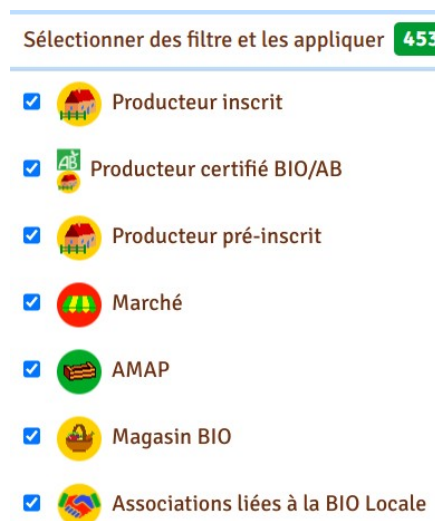 Sélectionner des filtre et les appliquer 453
Producteur inscrit
AB
Producteur certifié BIO/AB
Producteur pré-inscrit
Marché
AMAP
Magasin BIO
Associations liées à la BIO Locale